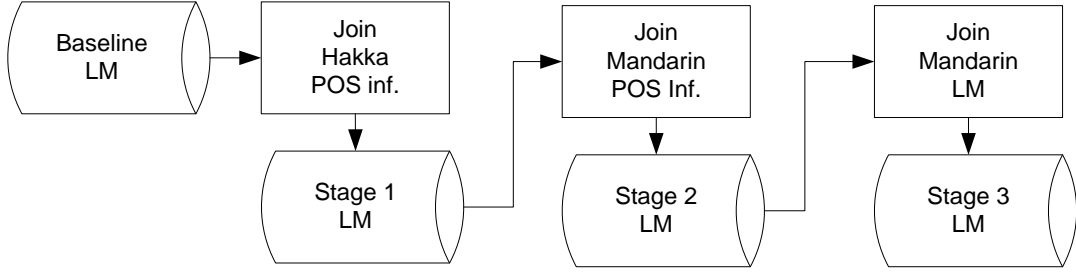 Baseline
LM
Join
Hakka
POS inf.
Join
Mandarin
POS Inf.
Join
Mandarin
LM
Stage 1
LM
Stage 2
LM
Stage 3
LM